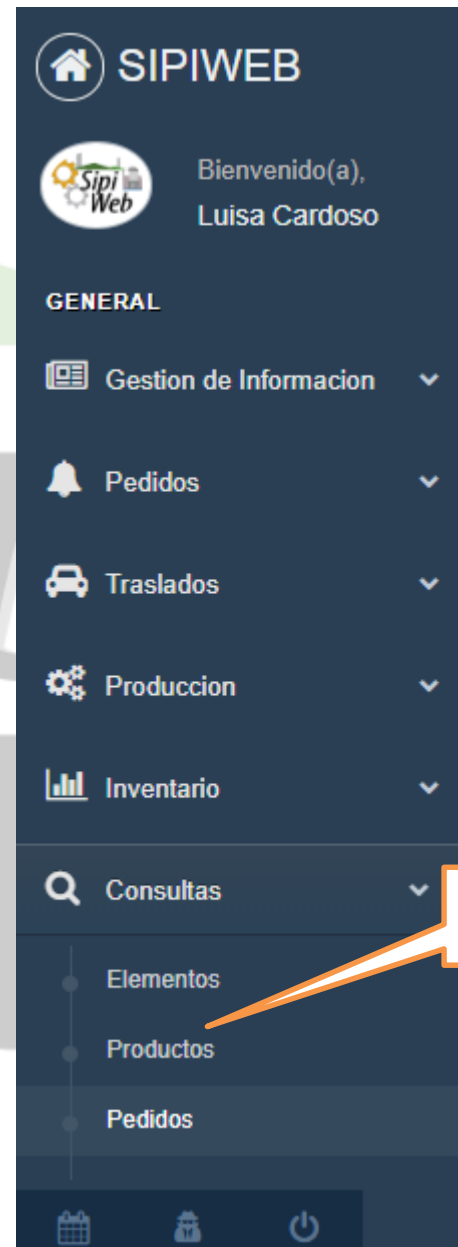 SIPIWEB
Sipi
Web
Bienvenido(a),
Luisa Cardoso
GENERAL
Gestion de Informacion
Pedidos
Traslados
Produccion
Inventario
Consultas
Elementos
Productos
Pedidos